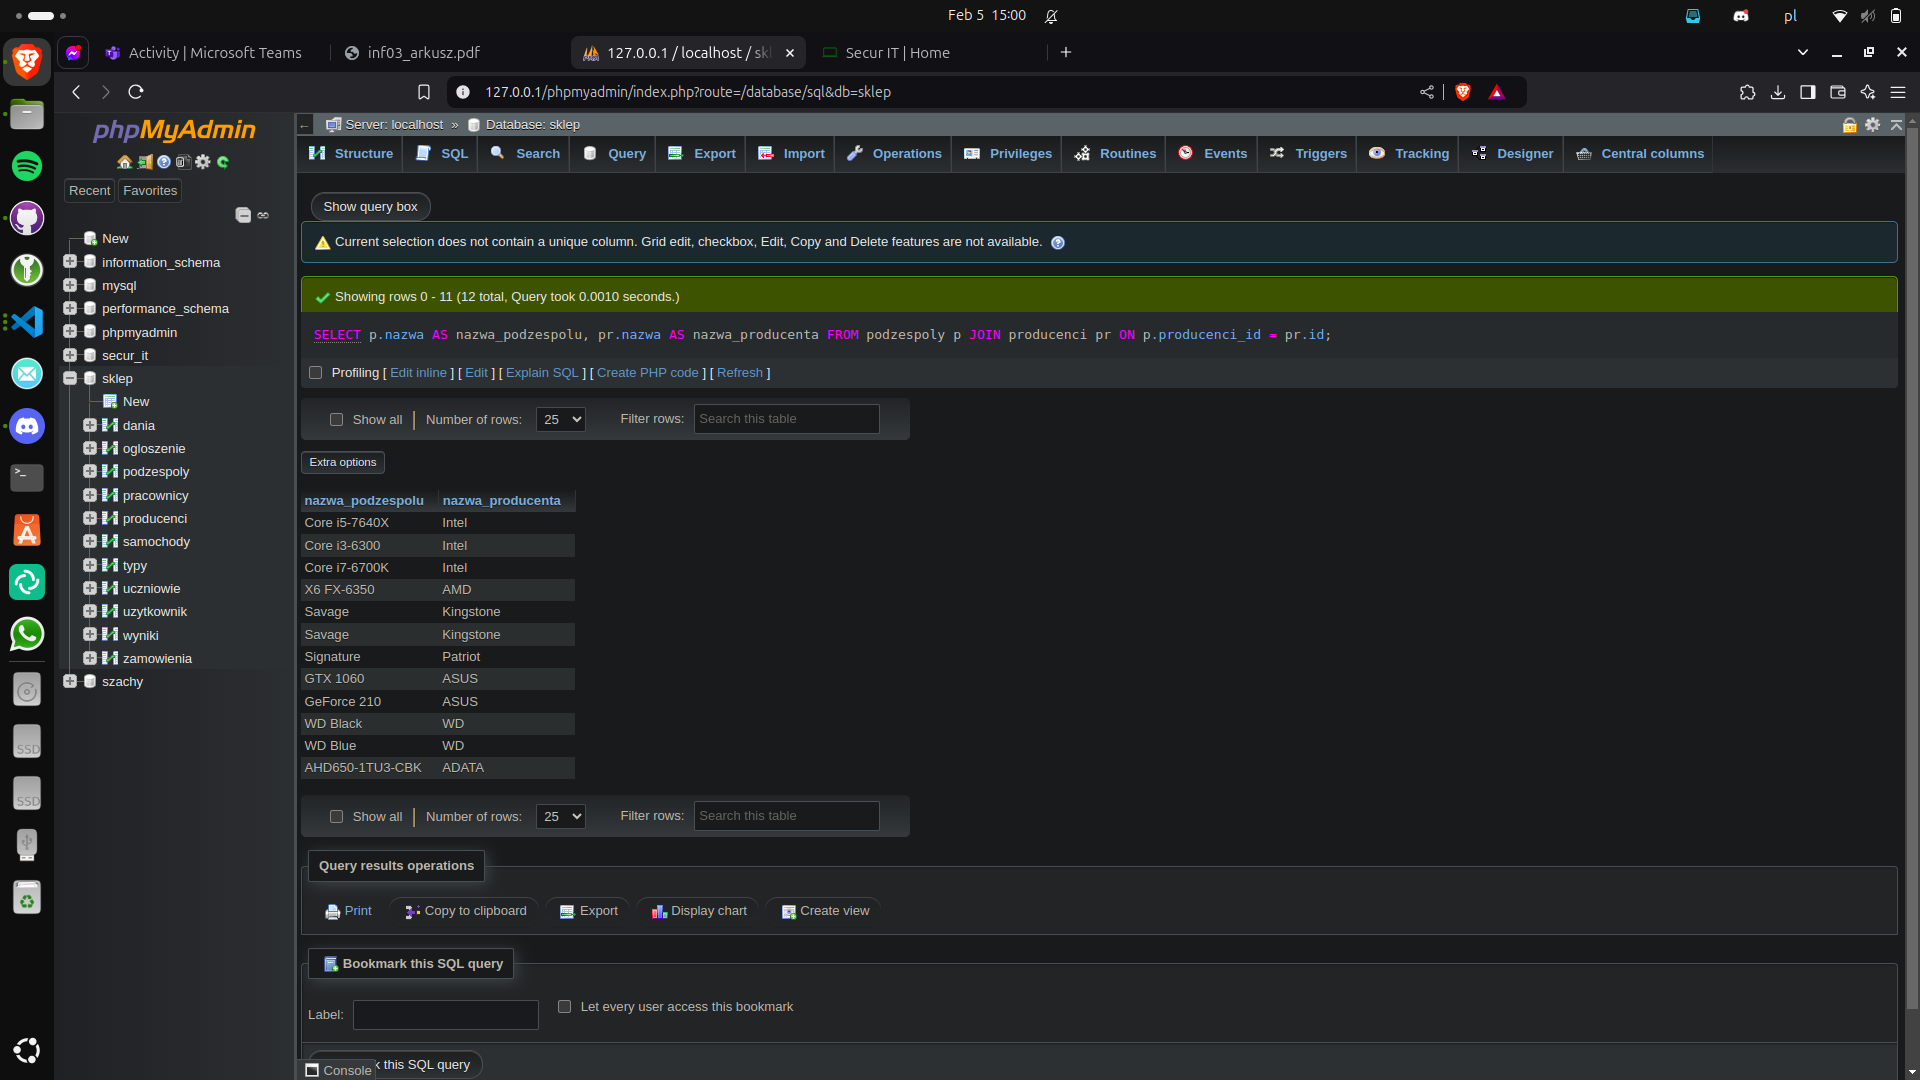 Feb 5 15:00
pl
Activity | Microsoft Teams
inf03_arkusz.pdf
127.0.0.1 / localhost / skl
Secur IT | Home
127.0.0.1/phpmyadmin/index.php?route=/database/sql&db=sklep
phpMyAdmin
Recent
Favorites
New
information_schema
mysql
performance_schema
phpmyadmin
secur_it
sklep
New
dania
ogloszenie
podzespoly
pracownicy
producenci
samochody
typy
uczniowie
uzytkownik
wyniki
zamowienia
szachy
SSD
SSD
Server: localhost » Database: sklep
Structure
SQL
Search
Query
Export
Import
Operations
Privileges
Routines
Events
Triggers
Tracking
Designer
Central columns
Show query box
Current selection does not contain a unique column. Grid edit, checkbox, Edit, Copy and Delete features are not available.
Showing rows 0 - 11 (12 total, Query took 0.0010 seconds.)
SELECT p.nazwa AS nazwa_podzespolu, pr.nazwa AS nazwa_producenta FROM podzespoly p JOIN producenci pr ON p.producenci_id = pr.id;
Profiling [ Edit inline ] [ Edit ] [ Explain SQL ] [ Create PHP code ] [ Refresh ]
Show all | Number of rows: 25 Filter rows: Search this table
Extra options
nazwa_podzespolu nazwa_producenta
Core i5-7640X Intel
Core i3-6300 Intel
Core i7-6700K Intel
X6 FX-6350 AMD
Savage Kingstone
Savage Kingstone
Signature Patriot
GTX 1060 ASUS
GeForce 210 ASUS
WD Black WD
WD Blue WD
AHD650-1TU3-CBK ADATA
Show all | Number of rows: 25 Filter rows: Search this table
Query results operations
Print
Copy to clipboard
Export
Display chart
Create view
Bookmark this SQL query
Label:
Let every user access this bookmark
k this SQL query
Console